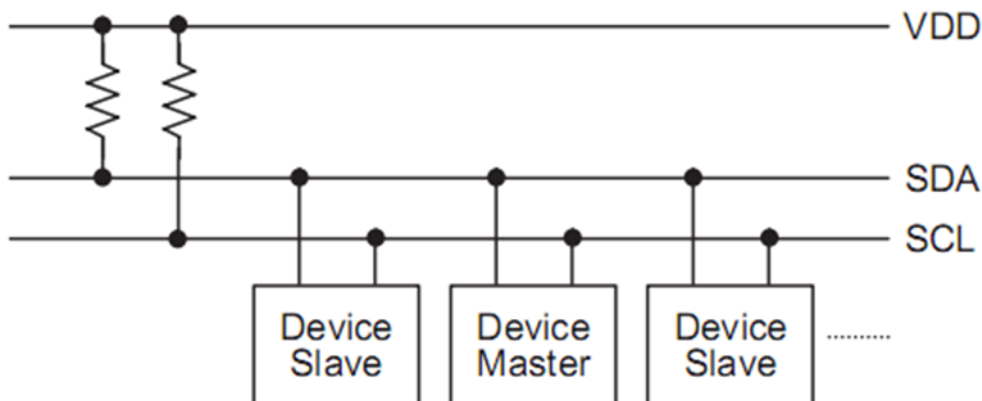 VDD
SDA
SCL
Device
Slave
Device
Master
Device
Slave